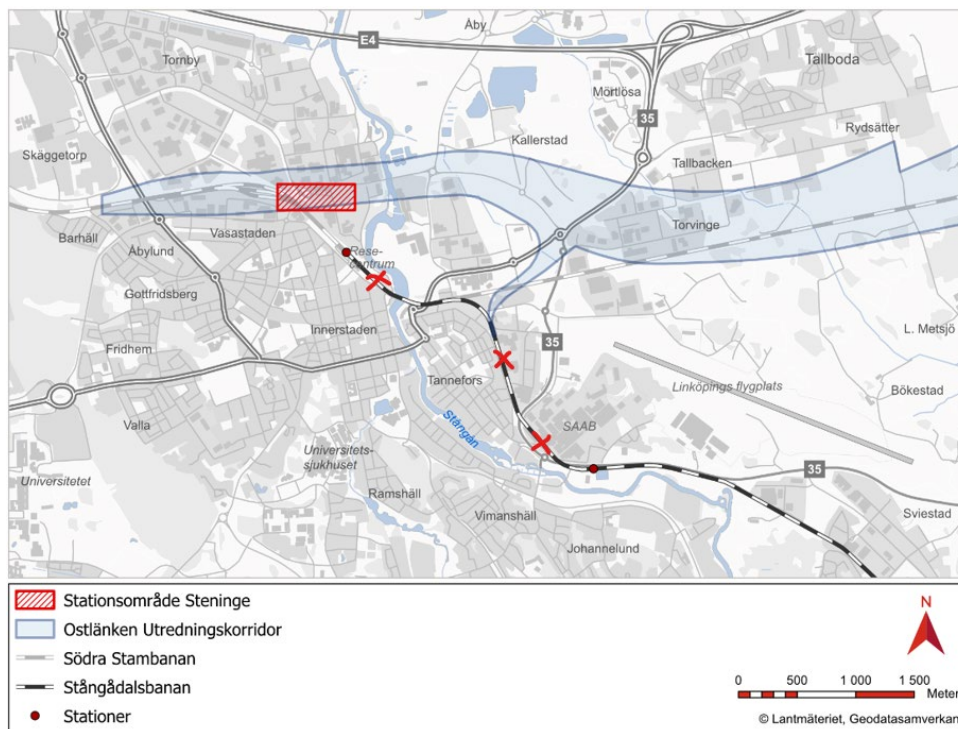 Åby
E4
Tornby
Tallboda
Mörtlösa
35
Kallerstad
Rydsätter
Skäggetorp
Tallbacken
Vasastaden
Torvinge
Barhäll
Åbylund
Rese-
centrum
Gottfridsberg
Innerstaden
L. Metsjö
35
Fridhem
Tannefors
Linköpings flygplats
Bökestad
Valla
Stångån
SAAB
Universitets-
sjukhuset
35
Universitetet
Ramshäll
Sviestad
Vimanshäll
Johannelund
Stationsområde Steninge
Ostlänken Utredningskorridor
Södra Stambanan
Stångådalsbanan
Stationer
N
0 500 1 000 1 500
Meter
© Lantmäteriet, Geodatasamverkan